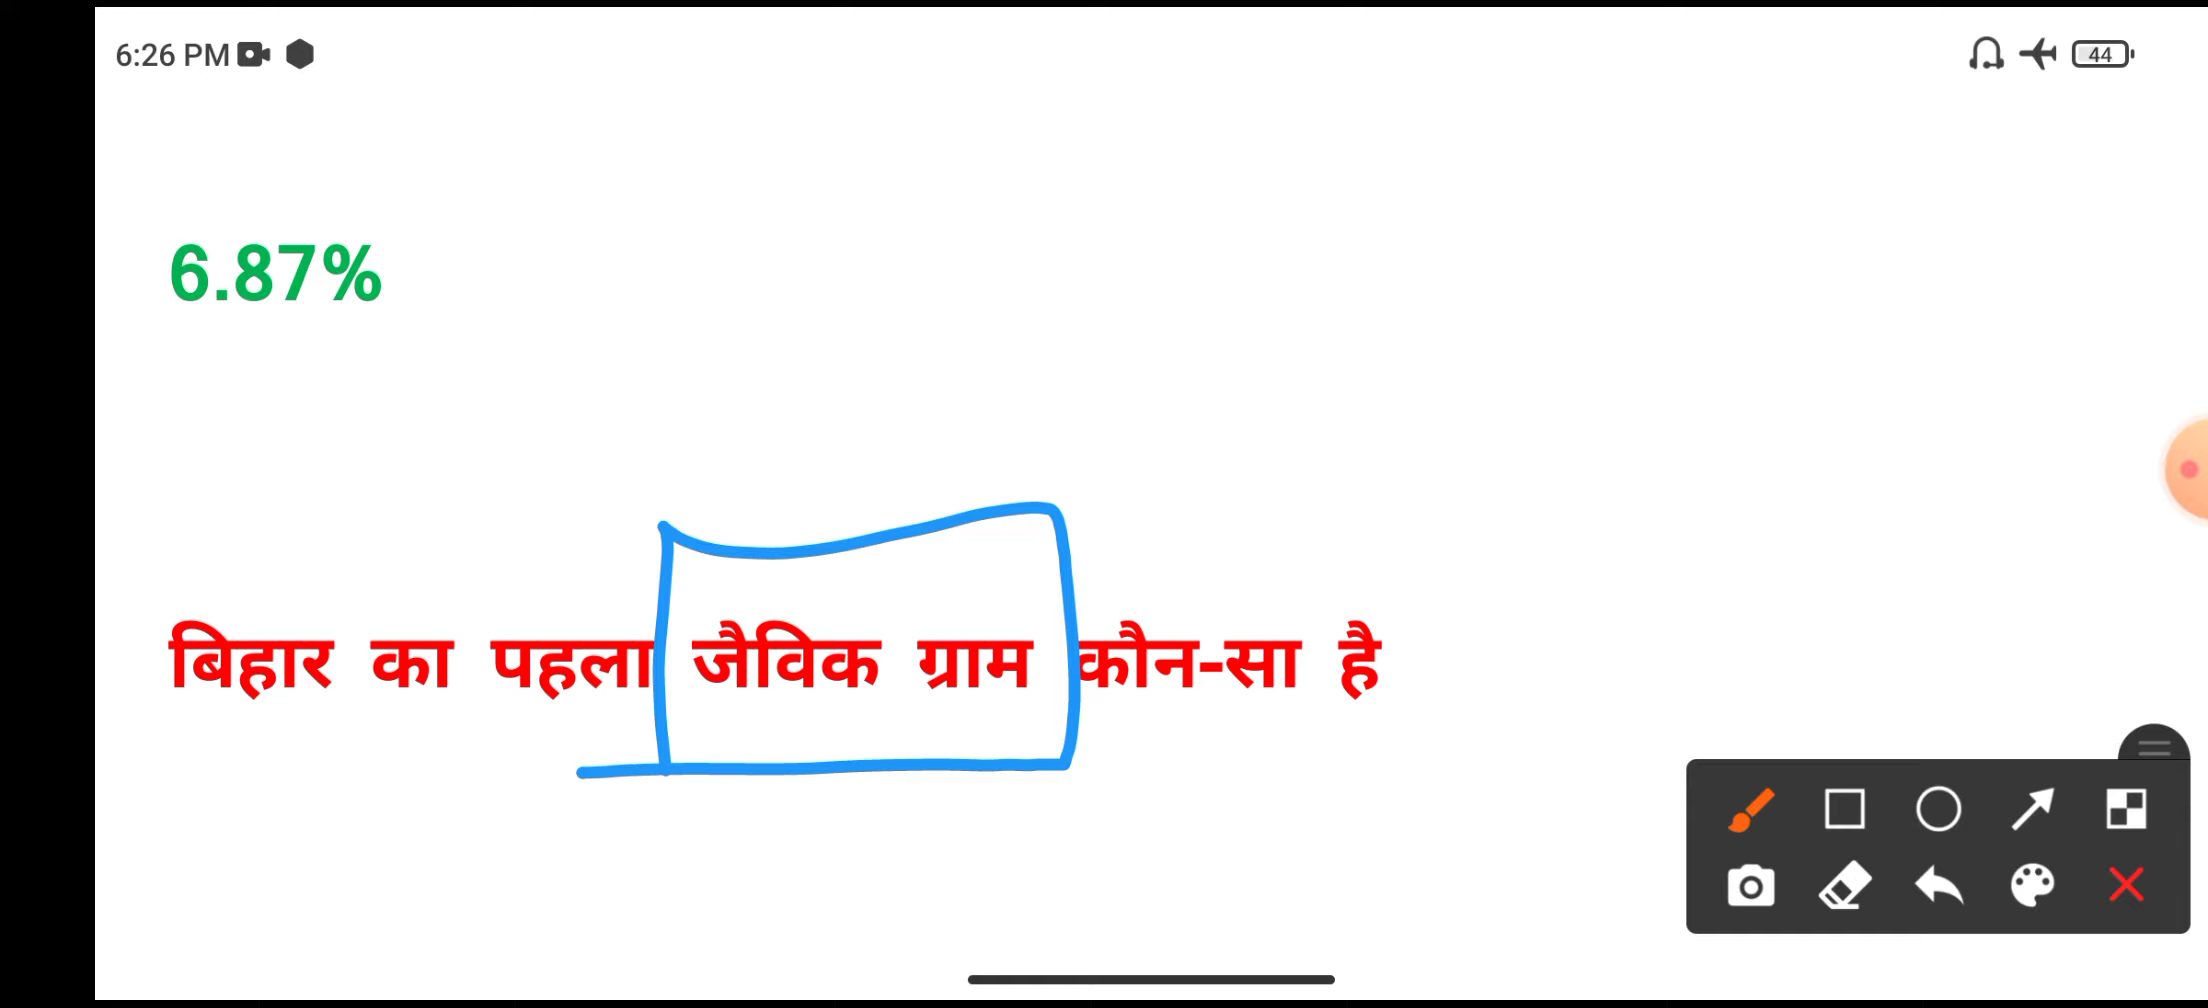 6:26 PM
44
6.87%
बिहार का पहला जैविक ग्राम कौन-सा है